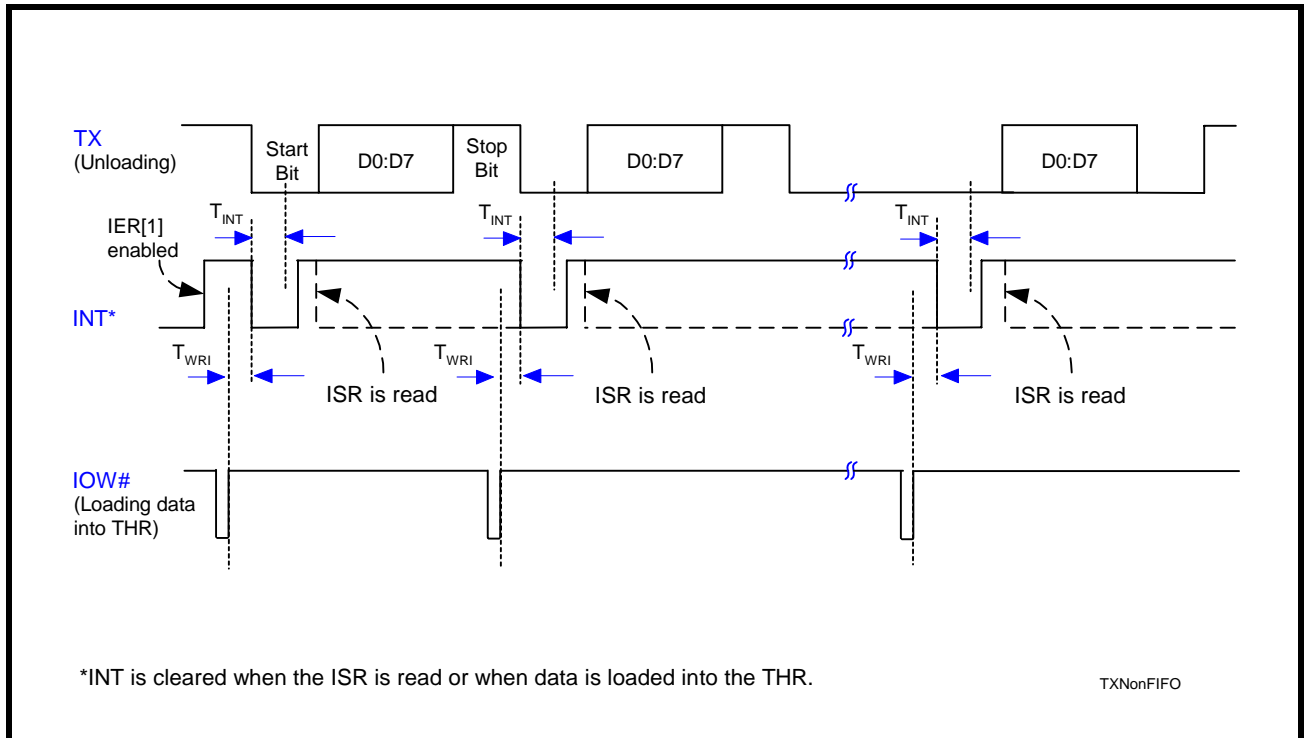 TX
(Unloading)
Start
Bit
D0:D7
Stop
Bit
D0:D7
D0:D7
IER[1]
enabled
TINT
TINT
TINT
INT*
TWRI
TWRI
TWRI
ISR is read
ISR is read
ISR is read
IOW#
(Loading data
into THR)
*INT is cleared when the ISR is read or when data is loaded into the THR.
TXNonFIFO